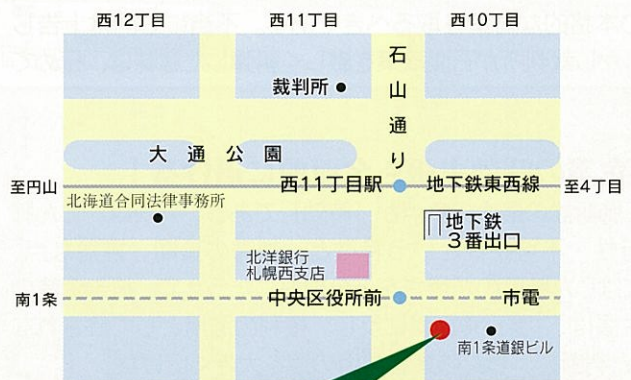 西12丁目
西11丁目
西10丁目
石山通り
裁判所
大通公園
至円山
西11丁目駅
地下鉄東西線
至4丁目
北海道合同法律事務所
地下鉄
3番出口
北洋銀行
札幌西支店
南1条
中央区役所前
市電
南1条道銀ビル